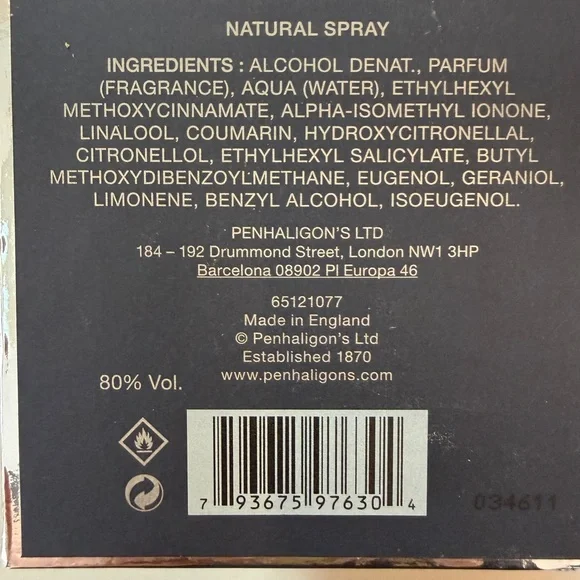 NATURAL SPRAY
INGREDIENTS : ALCOHOL DENAT., PARFUM
(FRAGRANCE), AQUA (WATER), ETHYLHEXYL
METHOXYCINNAMATE, ALPHA-ISOMETHYL IONONE,
LINALOOL, COUMARIN, HYDROXYCITRONELLAL,
CITRONELLOL, ETHYLHEXYL SALICYLATE, BUTYL
METHOXYDIBENZOYLMETHANE, EUGENOL, GERANIOL,
LIMONENE, BENZYL ALCOHOL, ISOEUGENOL.
PENHALIGON'S LTD
184 – 192 Drummond Street, London NW1 3HP
Barcelona 08902 Pl Europa 46
65121077
Made in England
© Penhaligon's Ltd
Established 1870
www.penhaligons.com
80% Vol.
7 93675 97630 4
034611